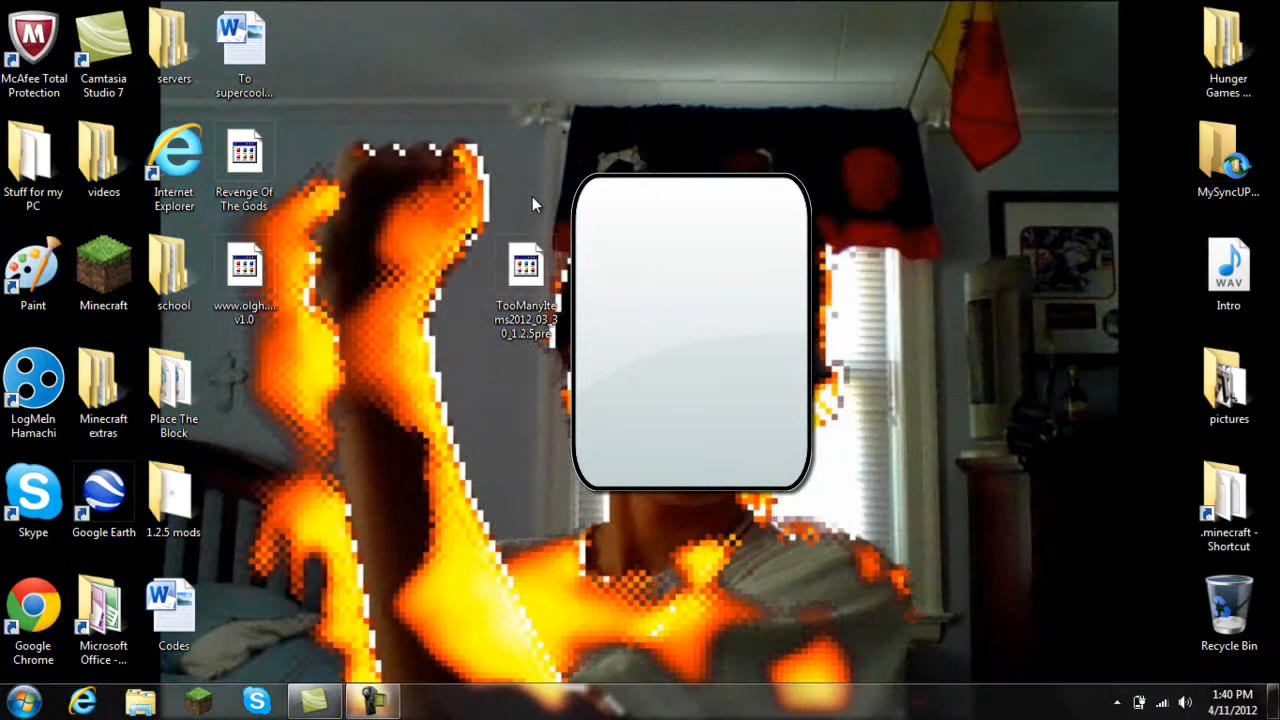 McAfee Total
Protection
Camtasia
Studio 7
servers
W
To
supercool...
Hunger
Games ...
Stuff for my
PC
videos
Internet
Explorer
Revenge Of
The Gods
MySyncUP...
Paint
Minecraft
school
www.olgh....
v1.0
TooManyIte
ms2012_03_3
0_1.2.5pre
WAV
Intro
LogMeIn
Hamachi
Minecraft
extras
Place The
Block
pictures
S
Skype
Google Earth
1.2.5 mods
.minecraft -
Shortcut
Google
Chrome
Microsoft
Office -...
W
Codes
Recycle Bin
1:40 PM
4/11/2012